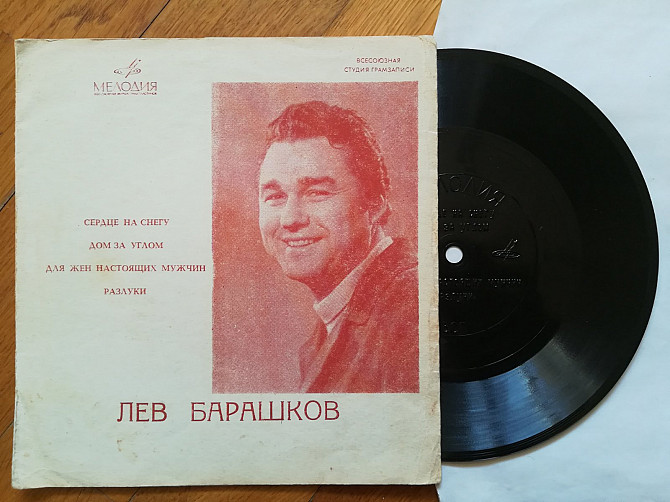 МЕЛОДИЯ
ВСЕСОЮЗНАЯ
СТУДИЯ ГРАМЗАПИСИ
СЕРДЦЕ НА СНЕГУ
ДОМ ЗА УГЛОМ
ДЛЯ ЖЕН НАСТОЯЩИХ МУЖЧИН
РАЗЛУКИ
ЛЕВ БАРАШКОВ